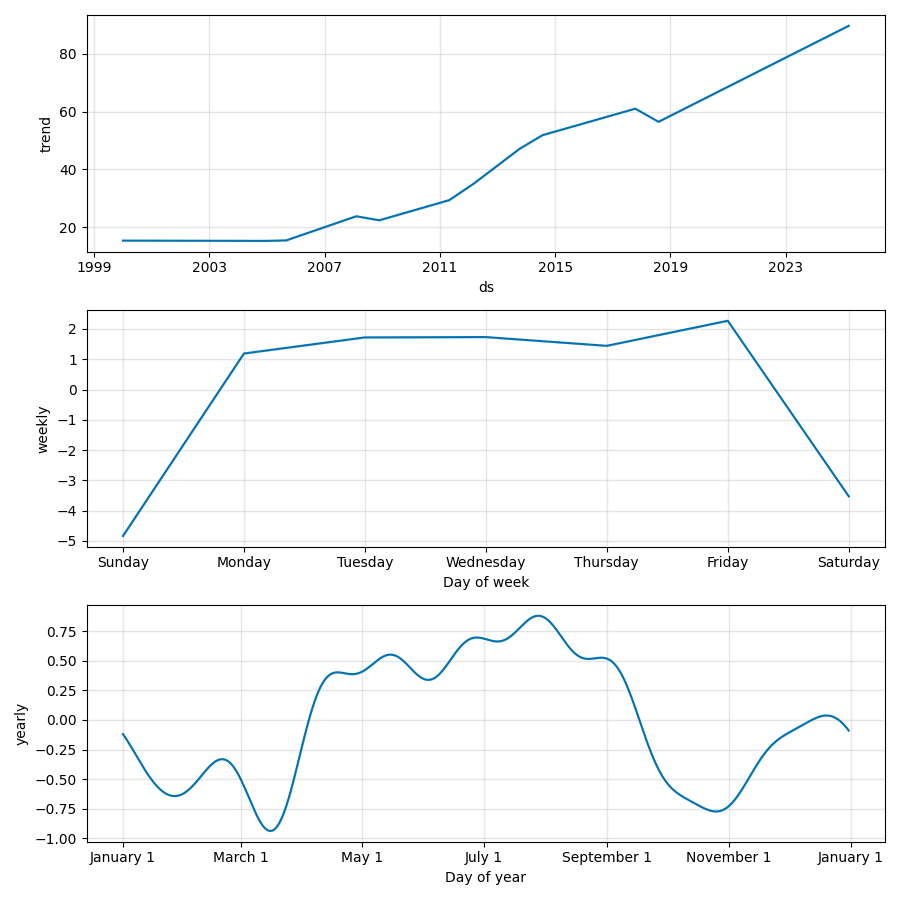 80
60
40
20
trend
1999 2003 2007 2011 2015 2019 2023
ds
2
1
0
−1
−2
−3
−4
−5
weekly
Sunday Monday Tuesday Wednesday Thursday Friday Saturday
Day of week
0.75
0.50
0.25
0.00
−0.25
−0.50
−0.75
−1.00
yearly
January 1 March 1 May 1 July 1 September 1 November 1 January 1
Day of year